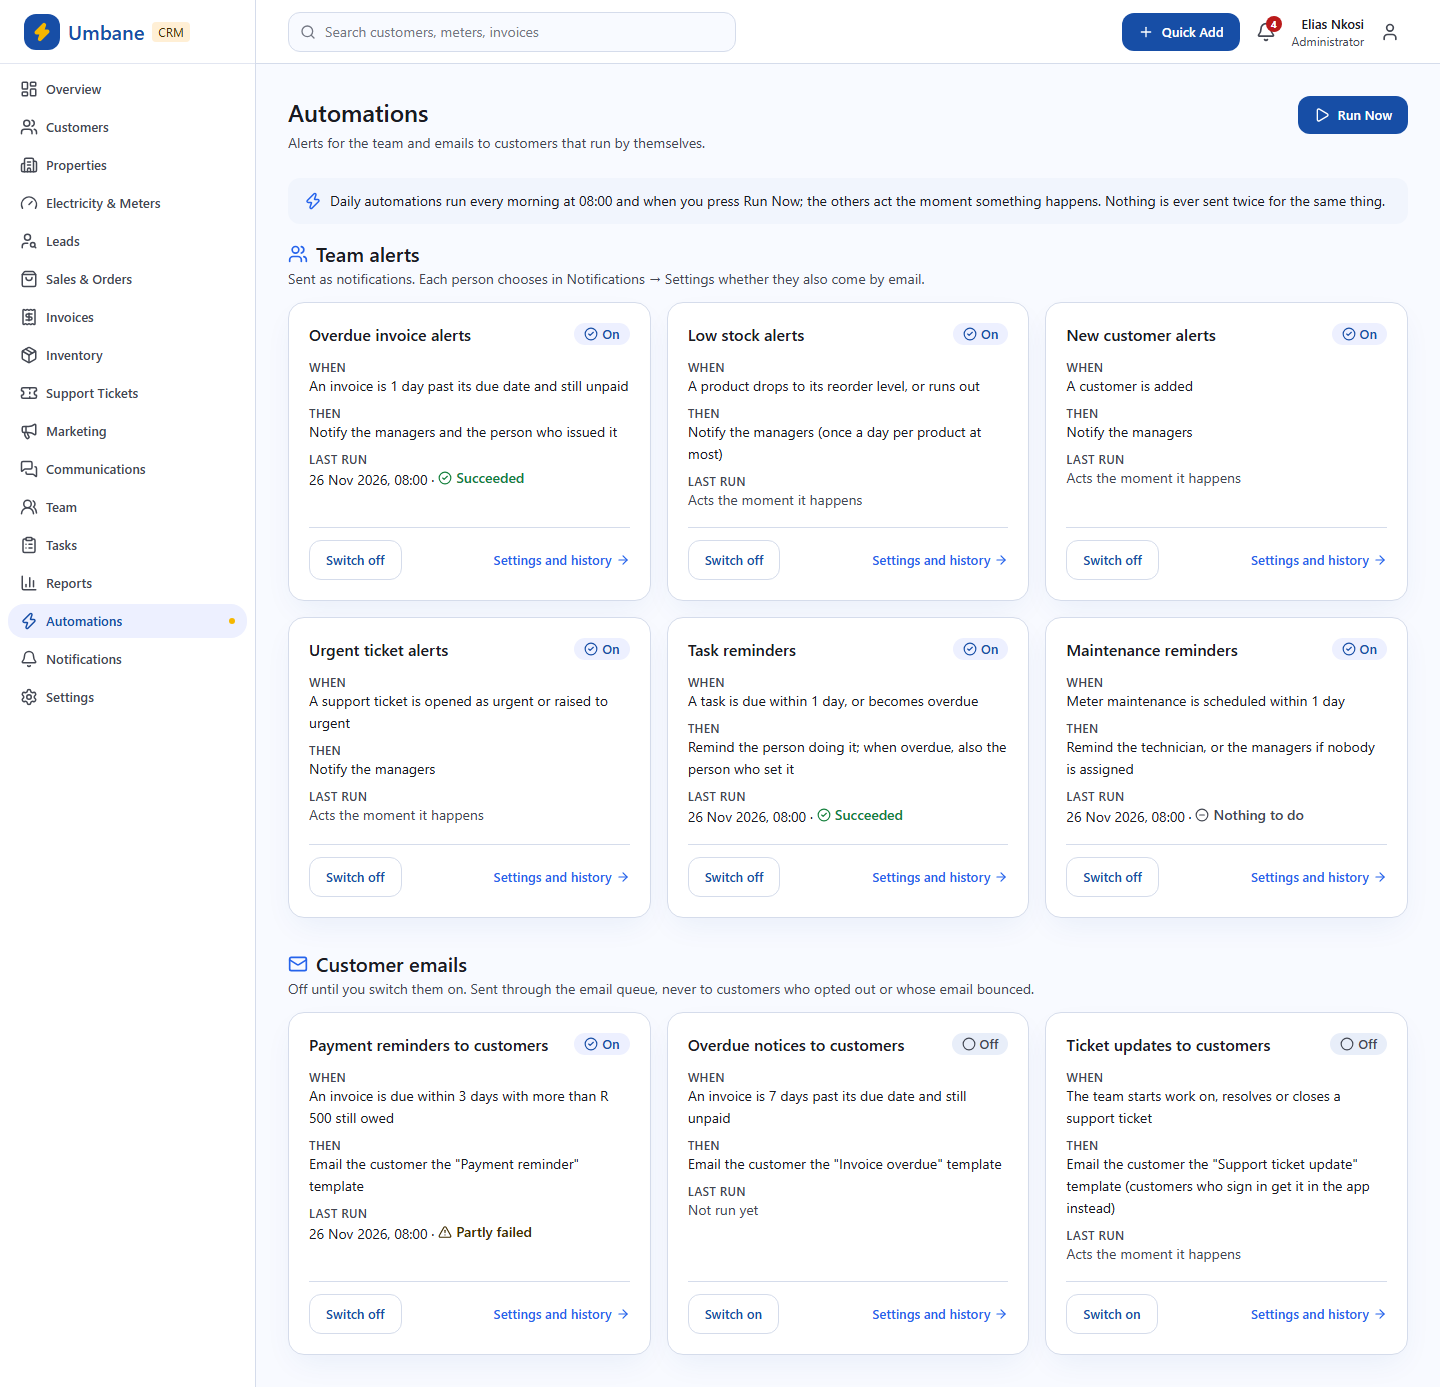 Umbane CRM
Search customers, meters, invoices
Quick Add
4
Elias Nkosi
Administrator
Overview
Customers
Properties
Electricity & Meters
Leads
Sales & Orders
Invoices
Inventory
Support Tickets
Marketing
Communications
Team
Tasks
Reports
Automations
Notifications
Settings
Automations
Alerts for the team and emails to customers that run by themselves.
Run Now
Daily automations run every morning at 08:00 and when you press Run Now; the others act the moment something happens. Nothing is ever sent twice for the same thing.
Team alerts
Sent as notifications. Each person chooses in Notifications → Settings whether they also come by email.
Overdue invoice alerts
On
WHEN
An invoice is 1 day past its due date and still unpaid
THEN
Notify the managers and the person who issued it
LAST RUN
26 Nov 2026, 08:00 · Succeeded
Switch off
Settings and history →
Low stock alerts
On
WHEN
A product drops to its reorder level, or runs out
THEN
Notify the managers (once a day per product at
most)
LAST RUN
Acts the moment it happens
Switch off
Settings and history →
New customer alerts
On
WHEN
A customer is added
THEN
Notify the managers
LAST RUN
Acts the moment it happens
Switch off
Settings and history →
Urgent ticket alerts
On
WHEN
A support ticket is opened as urgent or raised to
urgent
THEN
Notify the managers
LAST RUN
Acts the moment it happens
Switch off
Settings and history →
Task reminders
On
WHEN
A task is due within 1 day, or becomes overdue
THEN
Remind the person doing it; when overdue, also the
person who set it
LAST RUN
26 Nov 2026, 08:00 · Succeeded
Switch off
Settings and history →
Maintenance reminders
On
WHEN
Meter maintenance is scheduled within 1 day
THEN
Remind the technician, or the managers if nobody
is assigned
LAST RUN
26 Nov 2026, 08:00 · Nothing to do
Switch off
Settings and history →
Customer emails
Off until you switch them on. Sent through the email queue, never to customers who opted out or whose email bounced.
Payment reminders to customers
On
WHEN
An invoice is due within 3 days with more than R
500 still owed
THEN
Email the customer the "Payment reminder"
template
LAST RUN
26 Nov 2026, 08:00 · Partly failed
Switch off
Settings and history →
Overdue notices to customers
Off
WHEN
An invoice is 7 days past its due date and still
unpaid
THEN
Email the customer the "Invoice overdue" template
LAST RUN
Not run yet
Switch on
Settings and history →
Ticket updates to customers
Off
WHEN
The team starts work on, resolves or closes a
support ticket
THEN
Email the customer the "Support ticket update"
template (customers who sign in get it in the app
instead)
LAST RUN
Acts the moment it happens
Switch on
Settings and history →